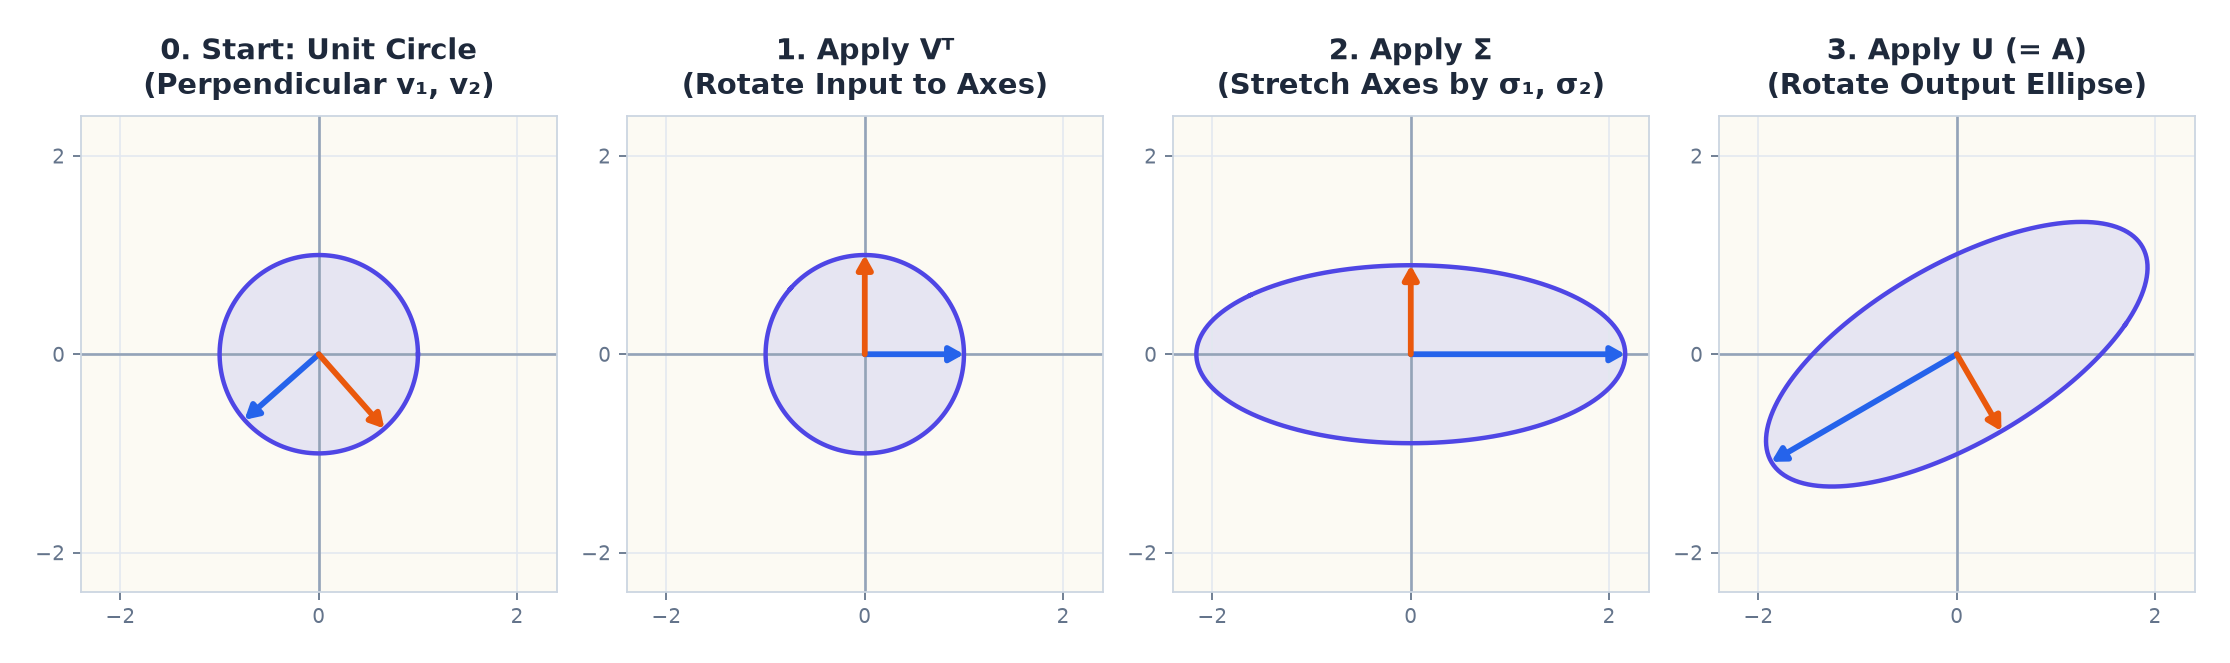 0. Start: Unit Circle
(Perpendicular v₁, v₂)
2
0
−2
−2 0 2
1. Apply Vᵀ
(Rotate Input to Axes)
2
0
−2
−2 0 2
2. Apply Σ
(Stretch Axes by σ₁, σ₂)
2
0
−2
−2 0 2
3. Apply U (= A)
(Rotate Output Ellipse)
2
0
−2
−2 0 2